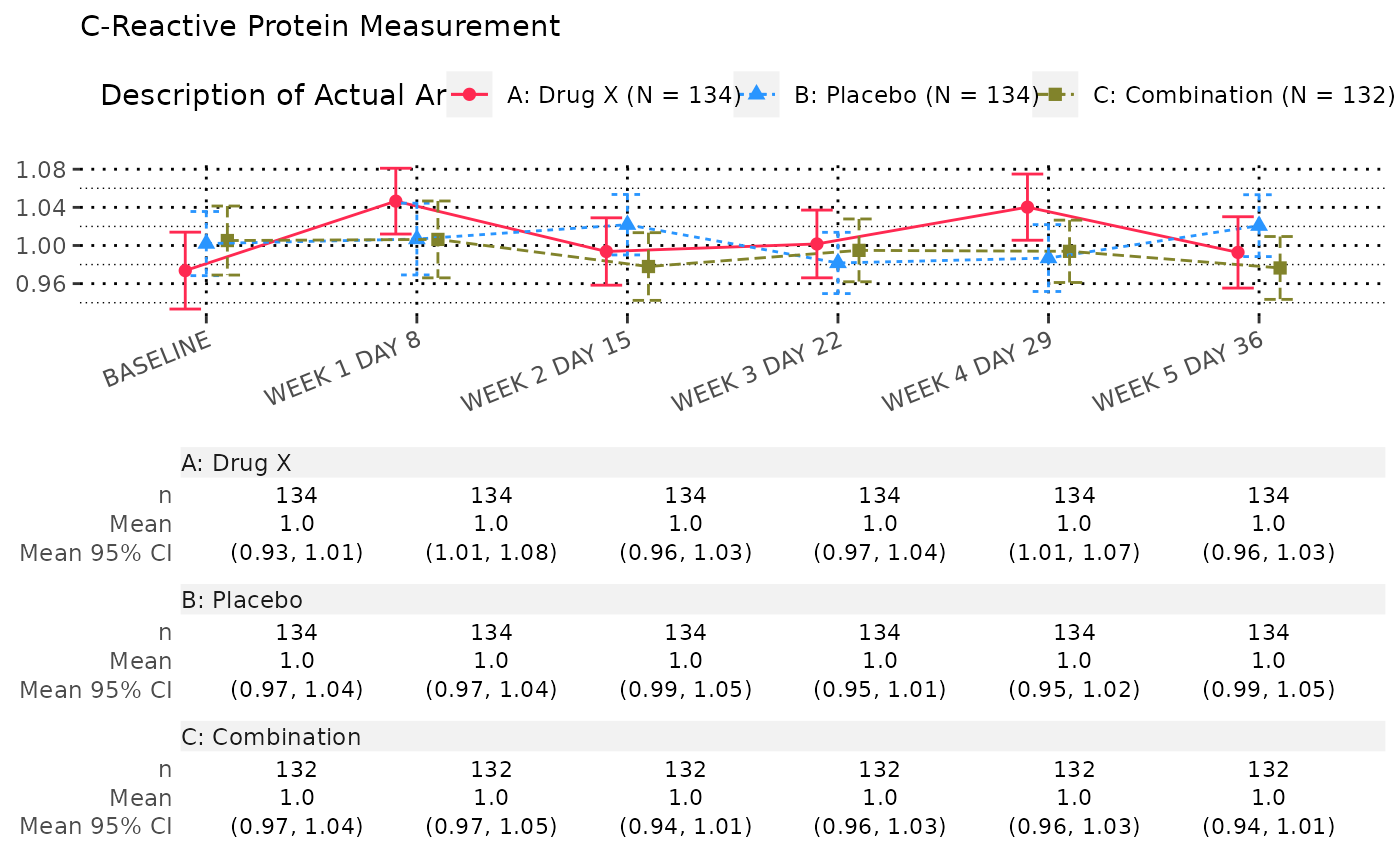 C-Reactive Protein Measurement
Description of Actual Ar A: Drug X (N = 134) B: Placebo (N = 134) C: Combination (N = 132)
1.08
1.04
1.00
0.96
BASELINE WEEK 1 DAY 8 WEEK 2 DAY 15 WEEK 3 DAY 22 WEEK 4 DAY 29 WEEK 5 DAY 36
A: Drug X
n 134 134 134 134 134 134
Mean 1.0 1.0 1.0 1.0 1.0 1.0
Mean 95% CI (0.93, 1.01) (1.01, 1.08) (0.96, 1.03) (0.97, 1.04) (1.01, 1.07) (0.96, 1.03)
B: Placebo
n 134 134 134 134 134 134
Mean 1.0 1.0 1.0 1.0 1.0 1.0
Mean 95% CI (0.97, 1.04) (0.97, 1.04) (0.99, 1.05) (0.95, 1.01) (0.95, 1.02) (0.99, 1.05)
C: Combination
n 132 132 132 132 132 132
Mean 1.0 1.0 1.0 1.0 1.0 1.0
Mean 95% CI (0.97, 1.04) (0.97, 1.05) (0.94, 1.01) (0.96, 1.03) (0.96, 1.03) (0.94, 1.01)